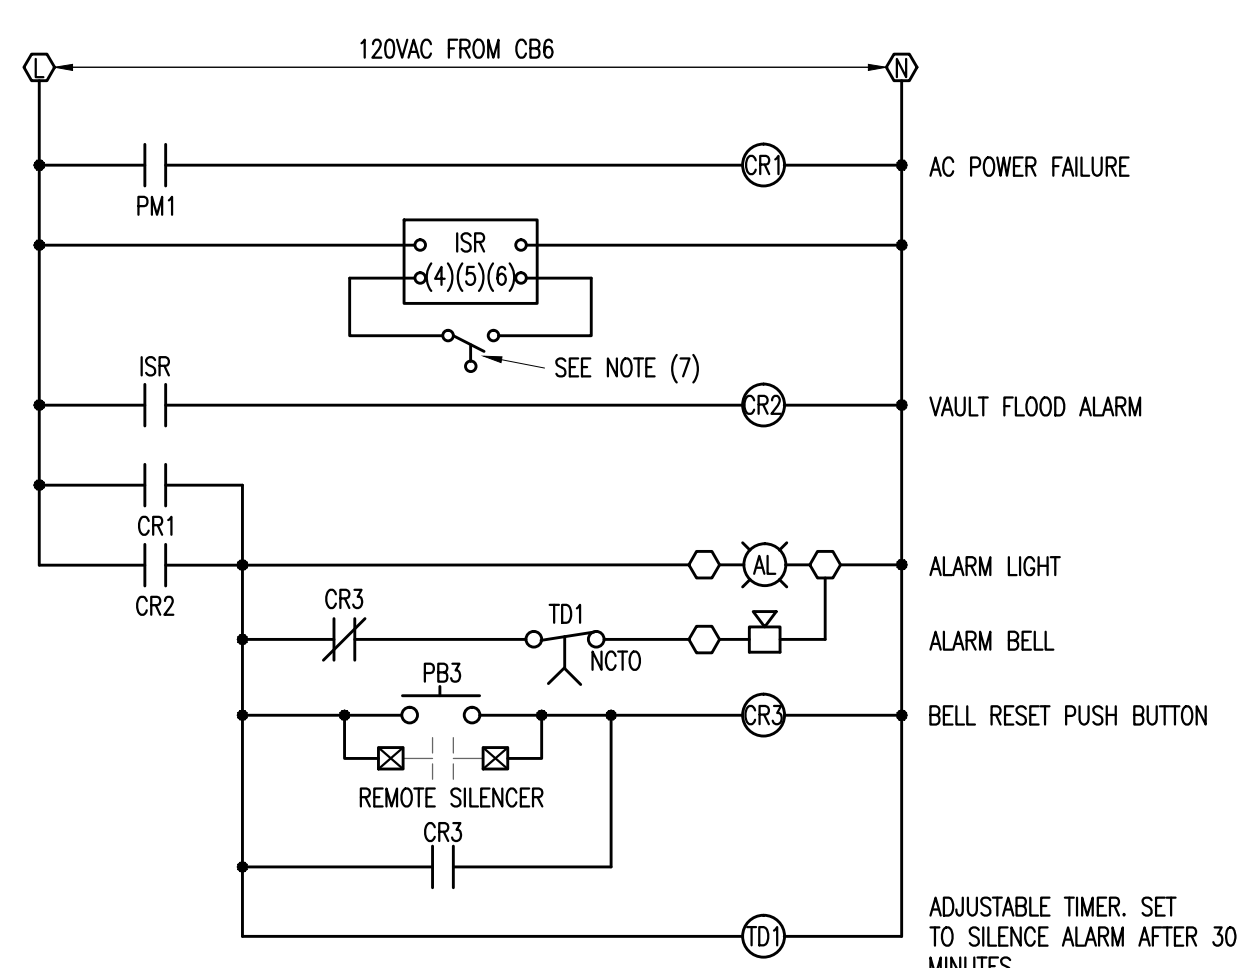 120VAC FROM CB6
L
N
CR1
AC POWER FAILURE
PM1
ISR
(4)(5)(6)
SEE NOTE (7)
ISR
CR2
VAULT FLOOD ALARM
CR1
AL
ALARM LIGHT
CR2
CR3
TD1
NCTO
ALARM BELL
PB3
CR3
BELL RESET PUSH BUTTON
REMOTE SILENCER
CR3
TD1
ADJUSTABLE TIMER. SET
TO SILENCE ALARM AFTER 30
MINUTES